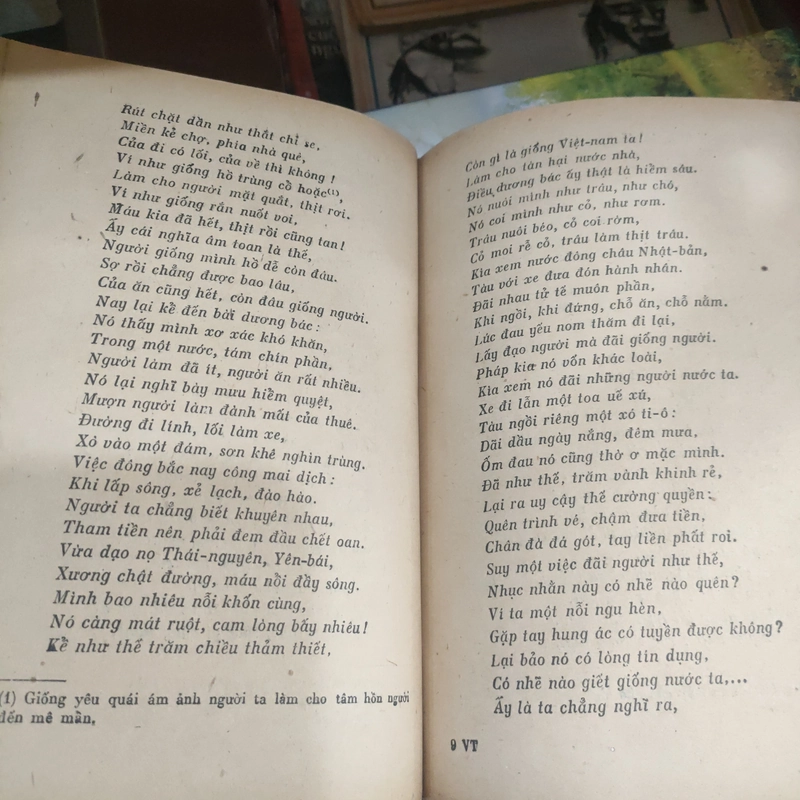 Rút chặt dần như thắt chỉ se,
Miền kẻ chợ, phía nhà quê,
Của đi có lối, của về thì không !
Ví như giống hồ trùng cổ hoặc(1),
Làm cho người mặt quắt, thịt rơi.
Ví như giống rắn nuốt voi,
Máu kia đã hết, thịt rồi cũng tan!
Ấy cái nghĩa âm toan là thế,
Người giống mình hồ dễ còn đâu.
Sợ rồi chẳng được bao lâu,
Của ăn cũng hết, còn đâu giống người.
Nay lại kể đến bài dương bác :
Nó thấy mình xơ xác khó khăn,
Trong một nước, tám chín phần,
Người làm đã ít, người ăn rất nhiều.
Nó lại nghĩ bày mưu hiểm quyệt,
Mượn người làm đành mất của thuê.
Đường đi lính, lối làm xe,
Xỏ vào một đám, sơn khê nghìn trùng.
Việc đóng bắc nay công mai dịch :
Khi lấp sông, xẻ lạch, đào hào.
Người ta chẳng biết khuyên nhau,
Tham tiền nên phải đem đầu chết oan.
Vừa dạo nọ Thái-nguyên, Yên-bái,
Xương chật đường, máu nồi đầy sông.
Mình bao nhiêu nỗi khốn cùng,
Nó càng mát ruột, cam lòng bấy nhiêu!
Kể như thế trăm chiều thảm thiết,
(1) Giống yêu quái ám ảnh người ta làm cho tâm hồn người
đến mê mẩn.
Còn gì là giống Việt-nam ta!
Làm cho tàn hại nước nhà,
Điều dương bác ấy thật là hiểm sâu.
Nó nuôi mình như trâu, như chó,
Nó coi mình như cỏ, như rơm.
Trâu nuôi béo, cỏ coi rờm,
Cỏ moi rễ cỏ, trâu làm thịt trâu.
Kìa xem nước đông châu Nhật-bản,
Tàu với xe đưa đón hành nhân.
Đãi nhau tử tế muôn phần,
Khi ngồi, khi đứng, chỗ ăn, chỗ nằm.
Lúc đau yếu nom thăm đi lại,
Lấy đạo người mà đãi giống người.
Pháp kia nó vốn khác loài,
Kìa xem nó đãi những người nước ta.
Xe đi lẫn một toa uế xú,
Tàu ngồi riêng một xó ti-ô :
Dãi dầu ngày nắng, đêm mưa,
Ốm đau nó cũng thờ ơ mặc mình.
Đã như thế, trăm vành khinh rẻ,
Lại ra uy cậy thế cường quyền :
Quên trình vé, chậm đưa tiền,
Chân đà đá gót, tay liền phất roi.
Suy một việc đãi người như thế,
Nhục nhằn này có nhẽ nào quên?
Vì ta một nỗi ngu hèn,
Gặp tay hung ác có tuyền được không?
Lại bảo nó có lòng tin dụng,
Có nhẽ nào giết giống nước ta,...
Ấy là ta chẳng nghĩ ra,
9 VT